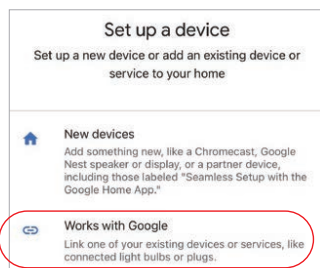 Set up a device
Set up a new device or add an existing device or
service to your home
New devices
Add something new, like a Chromecast, Google
Nest speaker or display, or a partner device,
including those labeled "Seamless Setup with the
Google Home App."
Works with Google
Link one of your existing devices or services, like
connected light bulbs or plugs.